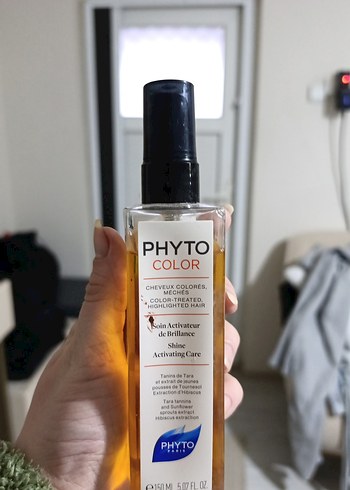 PHYTO
COLOR
CHEVEUX COLORÉS,
MÉCHÉS
COLOR-TREATED,
HIGHLIGHTED HAIR
Soin Activateur
de Brillance
Shine
Activating Care
Tanins de Tara
et extrait de jeunes
pousses de Tournesol
Extraction d'Hibiscus
Tara tannins
and Sunflower
sprouts extract
Hibiscus extraction
PHYTO
PARIS
℮150 ML 5.07 FL. OZ.